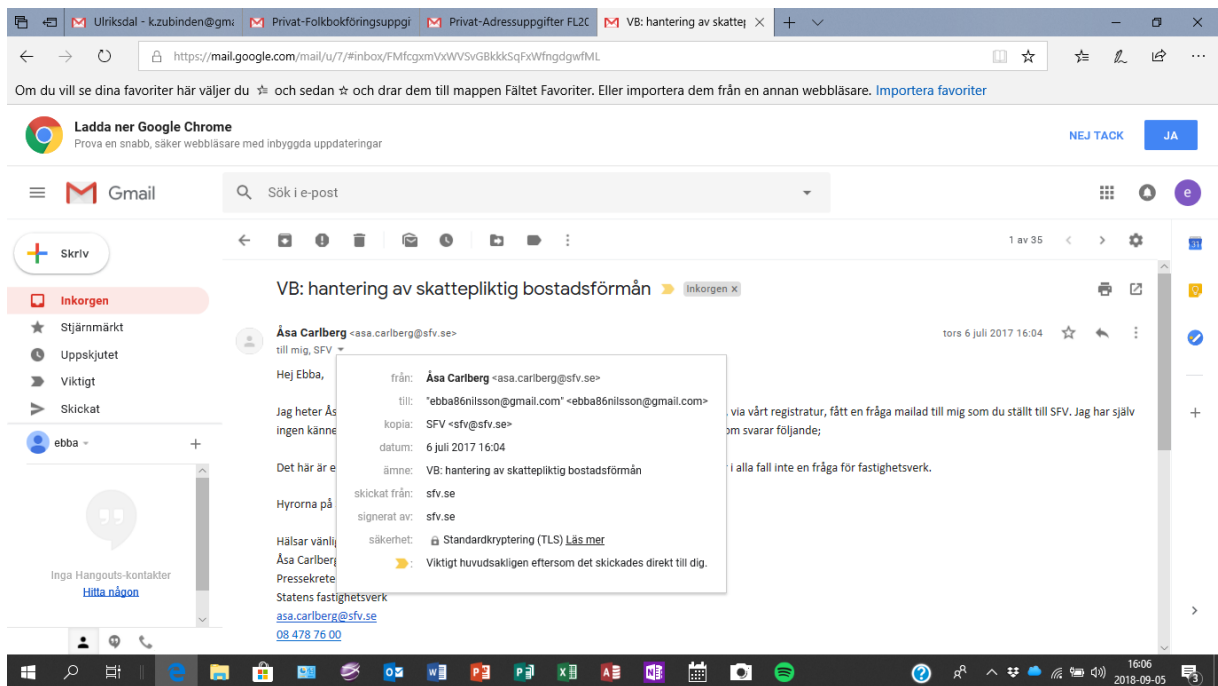 Ulriksdal - k.zubinden@gma
Privat-Folkbokföringsuppgi
Privat-Adressuppgifter FL20
VB: hantering av skattep
https://mail.google.com/mail/u/7/#inbox/FMfcgxmVxWVSvGBkkkSqFxWfngdgwfML
Om du vill se dina favoriter här väljer du och sedan och drar dem till mappen Fältet Favoriter. Eller importera dem från en annan webbläsare. Importera favoriter
Ladda ner Google Chrome
Prova en snabb, säker webbläsare med inbyggda uppdateringar
NEJ TACK
JA
Gmail
Sök i e-post
e
Skriv
1 av 35
31
Inkorgen
Stjärnmärkt
Uppskjutet
Viktigt
Skickat
ebba
Inga Hangouts-kontakter
Hitta någon
VB: hantering av skattepliktig bostadsförmån
Inkorgen x
Åsa Carlberg <asa.carlberg@sfv.se>
tors 6 juli 2017 16:04
till mig, SFV
Hej Ebba,
från: Åsa Carlberg <asa.carlberg@sfv.se>
till: "ebba86nilsson@gmail.com" <ebba86nilsson@gmail.com>
kopia: SFV <sfv@sfv.se>
datum: 6 juli 2017 16:04
ämne: VB: hantering av skattepliktig bostadsförmån
skickat från: sfv.se
signerat av: sfv.se
säkerhet: Standardkryptering (TLS) Läs mer
: Viktigt huvudsakligen eftersom det skickades direkt till dig.
Jag heter Ås
, via vårt registratur, fått en fråga mailad till mig som du ställt till SFV. Jag har själv
ingen känne
om svarar följande;
Det här är e
i alla fall inte en fråga för fastighetsverk.
Hyrorna på
Hälsar vänlig
Åsa Carlberg
Pressekrete
Statens fastighetsverk
asa.carlberg@sfv.se
08 478 76 00
16:06
2018-09-05
3